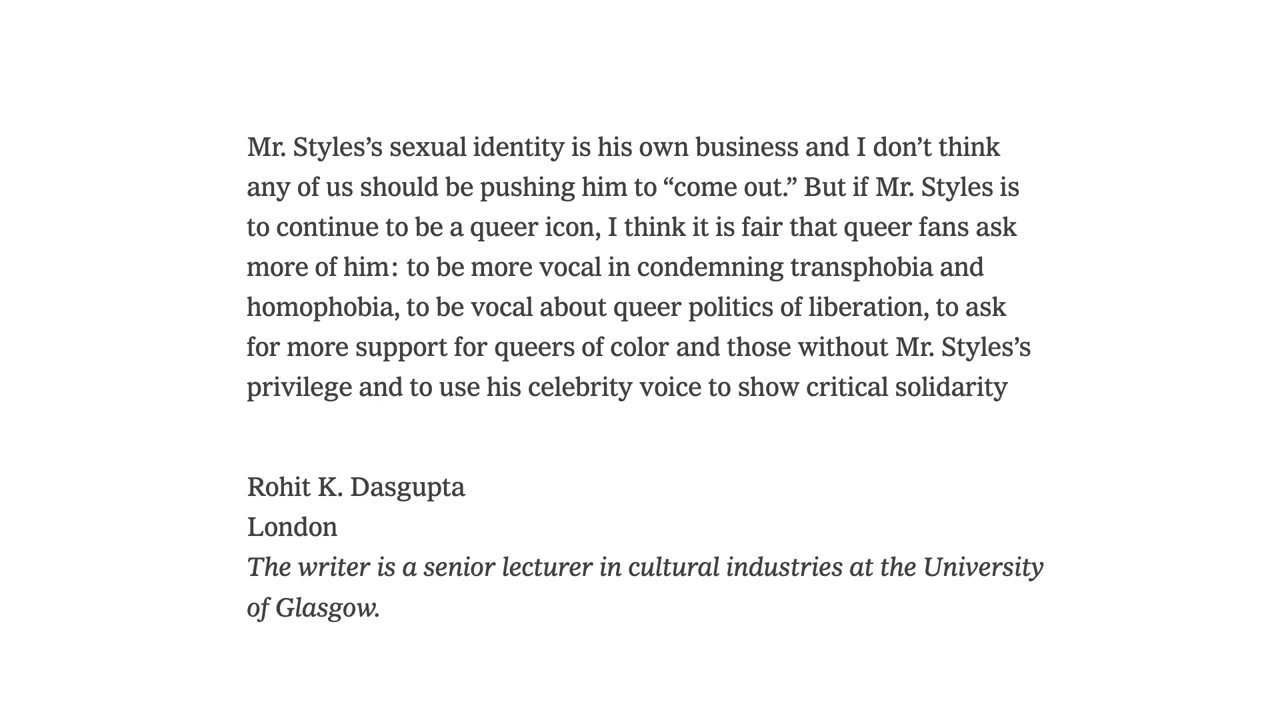 Mr. Styles’s sexual identity is his own business and I don’t think
any of us should be pushing him to “come out.” But if Mr. Styles is
to continue to be a queer icon, I think it is fair that queer fans ask
more of him: to be more vocal in condemning transphobia and
homophobia, to be vocal about queer politics of liberation, to ask
for more support for queers of color and those without Mr. Styles’s
privilege and to use his celebrity voice to show critical solidarity
Rohit K. Dasgupta
London
The writer is a senior lecturer in cultural industries at the University
of Glasgow.